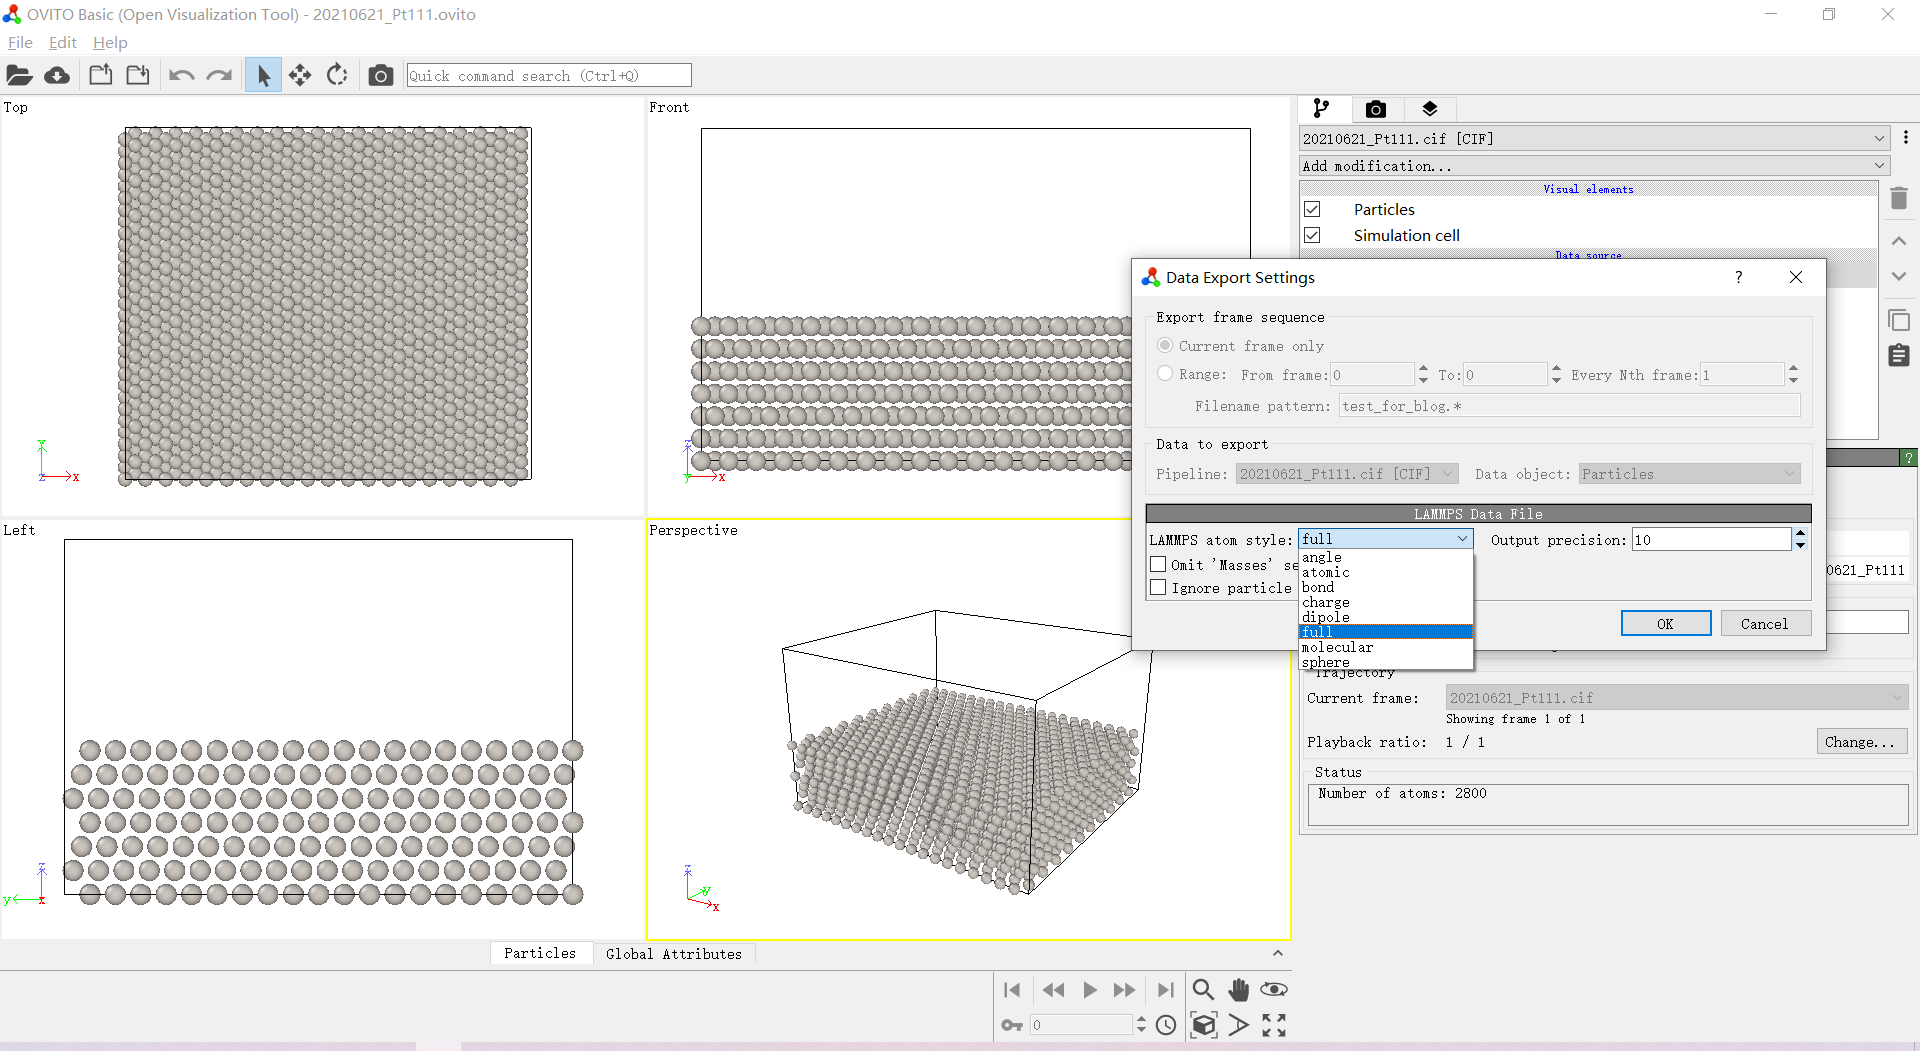 OVITO Basic (Open Visualization Tool) - 20210621_Pt111.ovito
File Edit Help
Quick command search (Ctrl+Q)
Top
Front
20210621_Pt111.cif [CIF]
Add modification...
Visual elements
Particles
Simulation cell
Data source
Data Export Settings
?
Export frame sequence
Current frame only
Range: From frame: 0 To: 0 Every Nth frame: 1
Filename pattern: test_for_blog.*
Data to export
Pipeline: 20210621_Pt111.cif [CIF] Data object: Particles
?
LAMMPS Data File
LAMMPS atom style: full Output precision: 10
Omit 'Masses' se
Ignore particle
angle
atomic
bond
charge
dipole
full
molecular
sphere
OK Cancel
0621_Pt111
y
z x
z
y x
Left
Perspective
Trajectory
Current frame: 20210621_Pt111.cif
Showing frame 1 of 1
Playback ratio: 1 / 1 Change...
Status
Number of atoms: 2800
z
y x
z
y
x
Particles Global Attributes
0